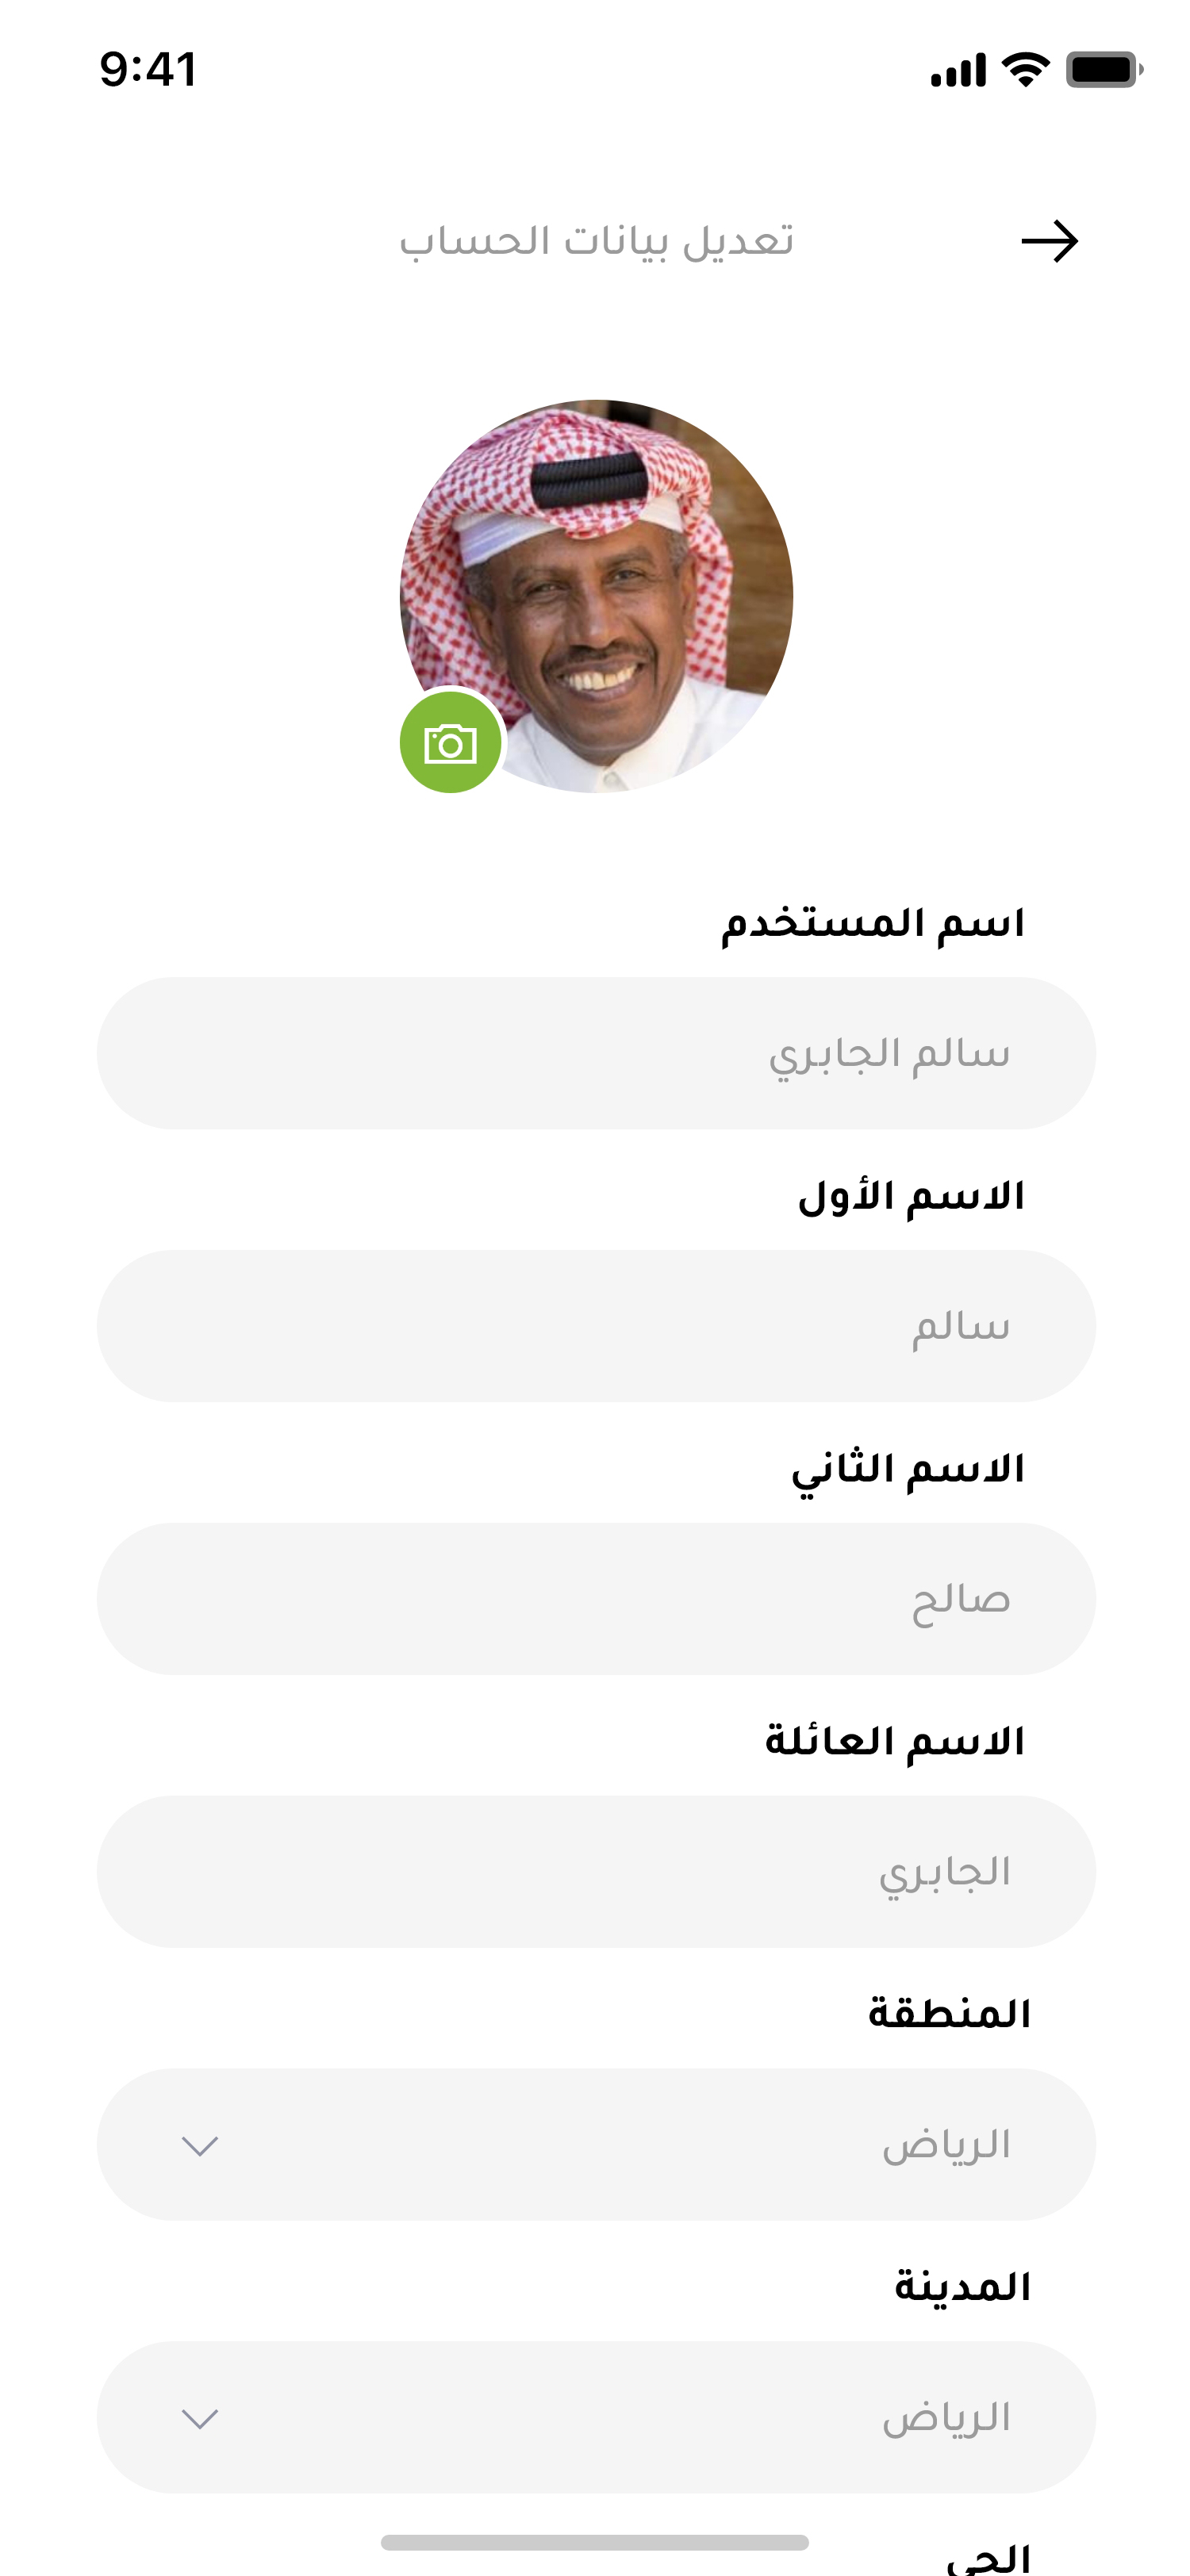 9:41
تعديل بيانات الحساب
اسم المستخدم
سالم الجابري
الاسم الأول
سالم
الاسم الثاني
صالح
الاسم العائلة
الجابري
المنطقة
الرياض
المدينة
الرياض
الحي